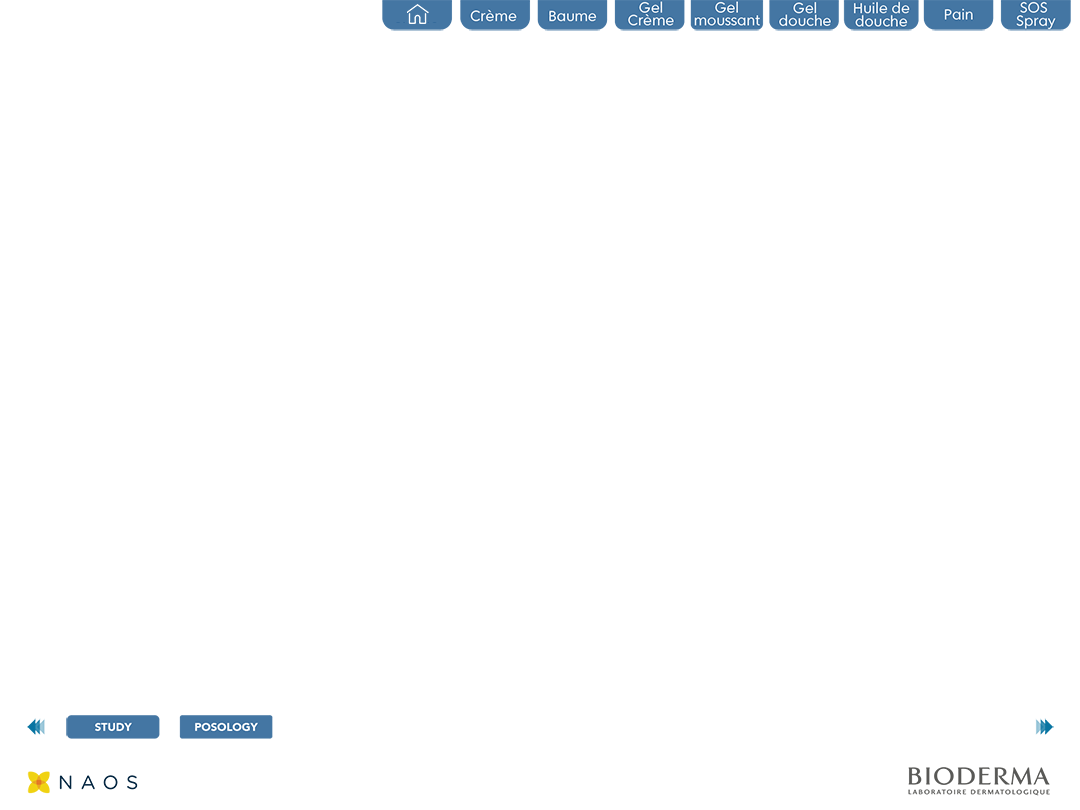 Crème
Baume
Gel
Crème
Gel
moussant
Gel
douche
Huile de
douche
Pain
SOS
Spray
STUDY
POSOLOGY
NAOS
BIODERMA
LABORATOIRE DERMATOLOGIQUE